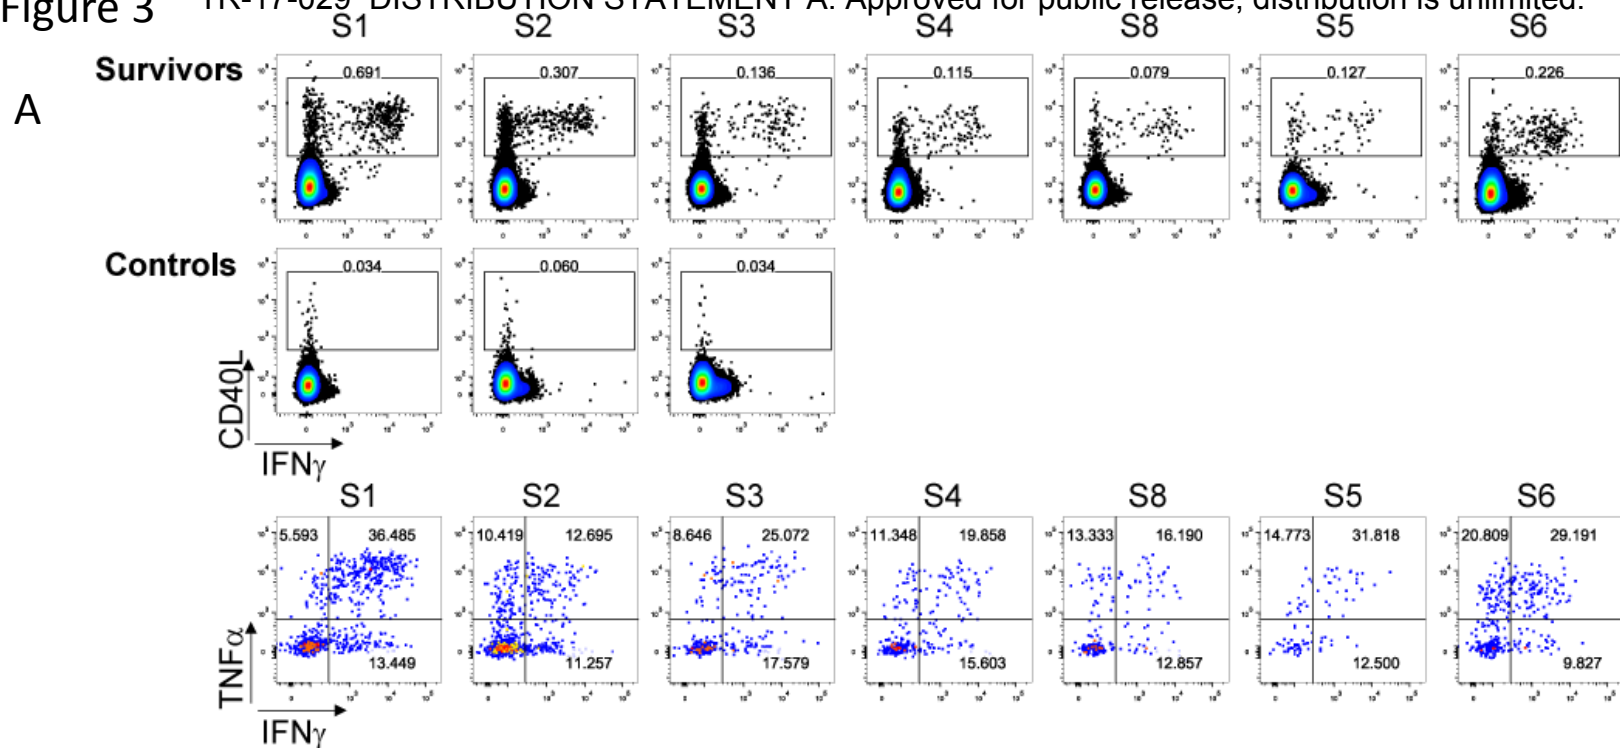 Figure 3 TR-17-029 DISTRIBUTION STATEMENT A. Approved for public release; distribution is unlimited.
S1 S2 S3 S4 S8 S5 S6
Survivors
A
0.691 0.307 0.136 0.115 0.079 0.127 0.226
Controls
0.034 0.060 0.034
CD40L
IFNγ
S1 S2 S3 S4 S8 S5 S6
5.593 36.485 10.419 12.695 8.646 25.072 11.348 19.858 13.333 16.190 14.773 31.818 20.809 29.191
13.449 11.257 17.579 15.603 12.857 12.500 9.827
TNFα
IFNγ